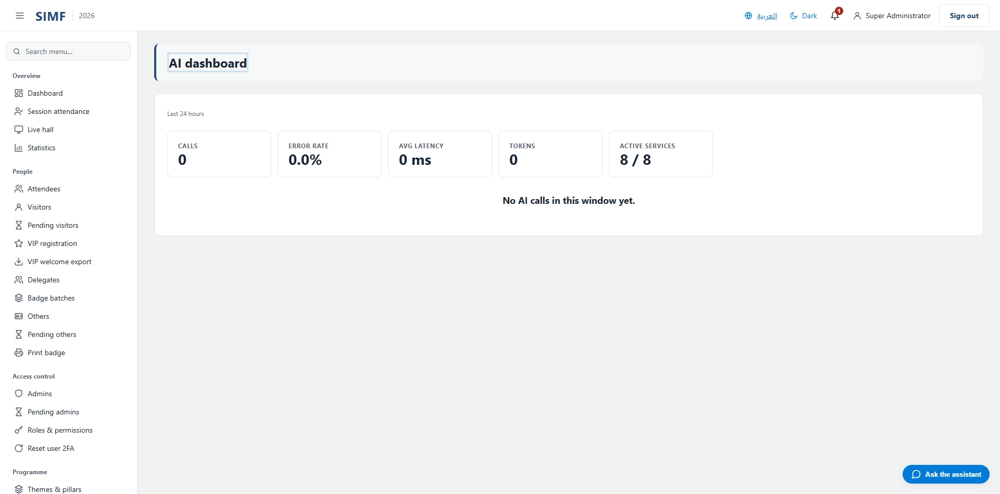 SIMF 2026
العربية
Dark
1
Super Administrator
Sign out
Search menu...
Overview
Dashboard
Session attendance
Live hall
Statistics
People
Attendees
Visitors
Pending visitors
VIP registration
VIP welcome export
Delegates
Badge batches
Others
Pending others
Print badge
Access control
Admins
Pending admins
Roles & permissions
Reset user 2FA
Programme
Themes & pillars
AI dashboard
Last 24 hours
CALLS
0
ERROR RATE
0.0%
AVG LATENCY
0 ms
TOKENS
0
ACTIVE SERVICES
8 / 8
No AI calls in this window yet.
Ask the assistant